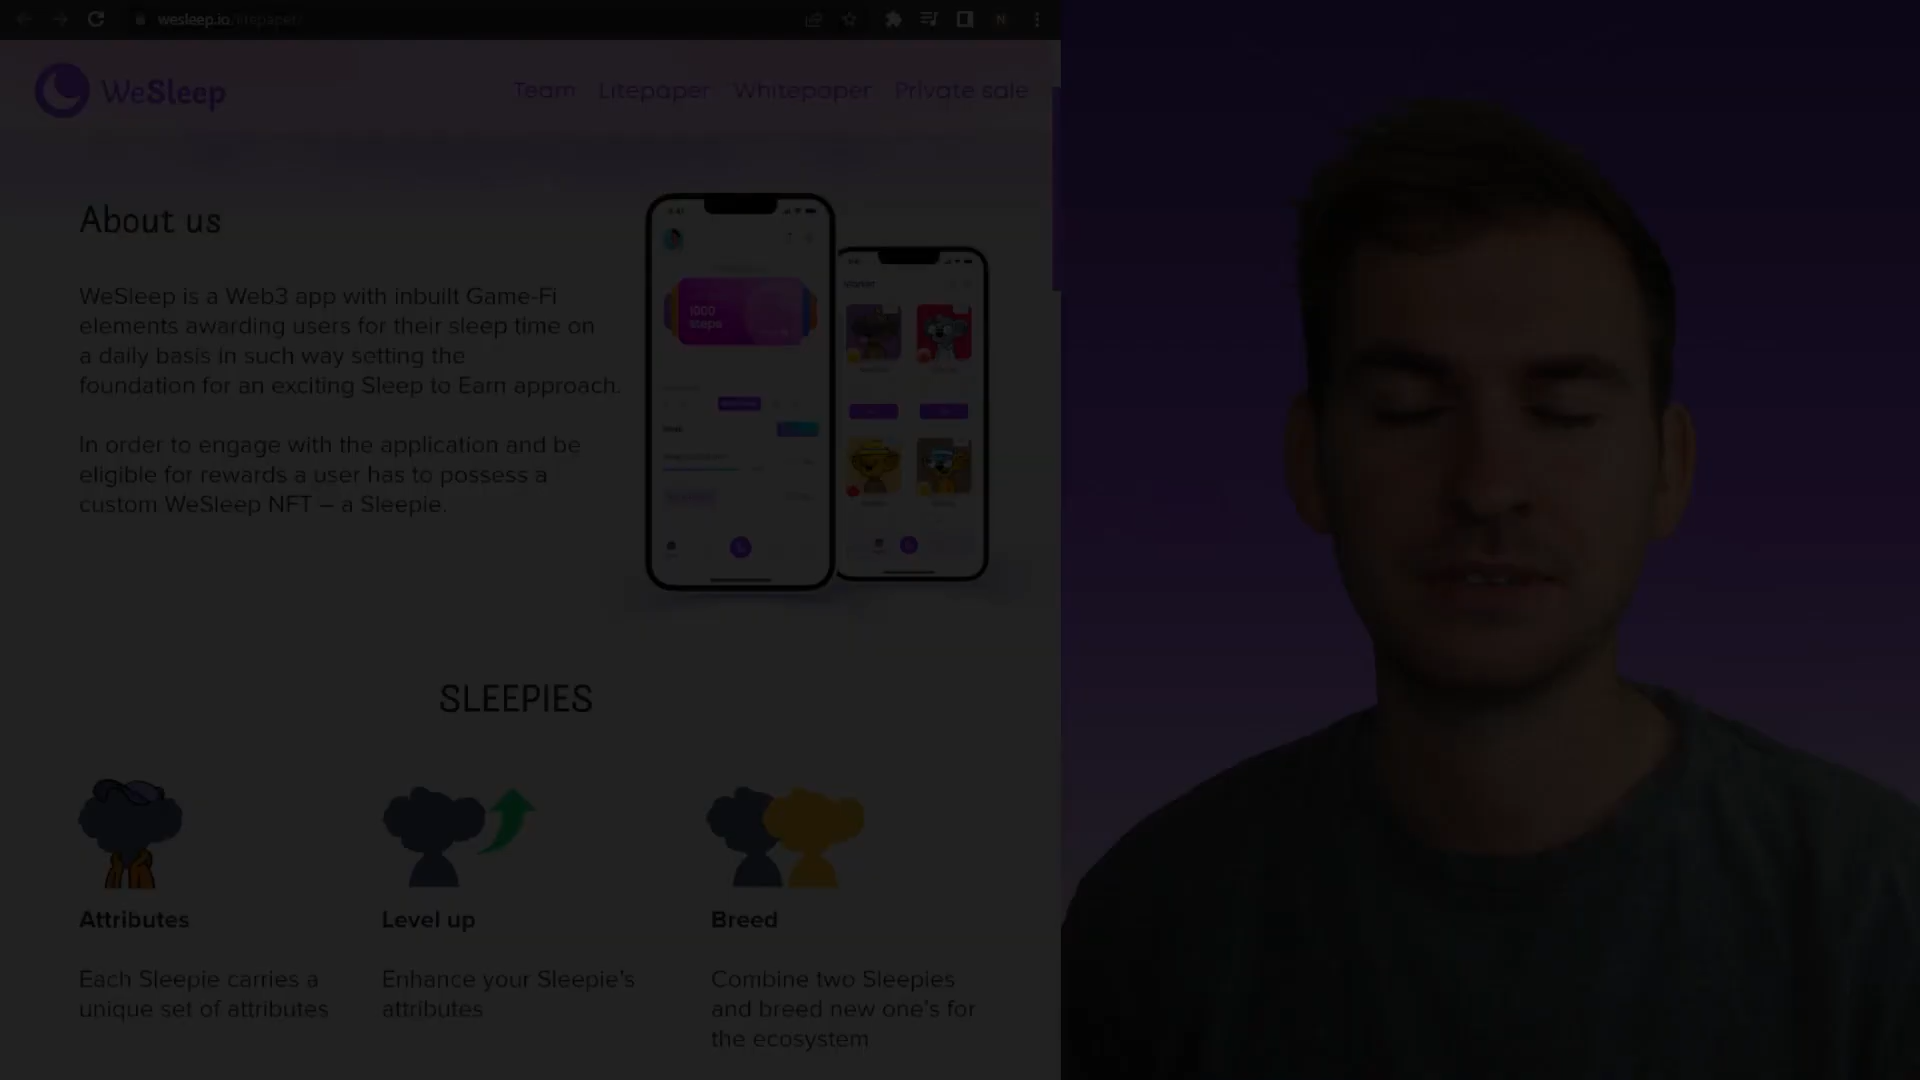 wesleep.io/litepaper/
N
WeSleep
Team
Litepaper
Whitepaper
Private sale
About us
WeSleep is a Web3 app with inbuilt Game-Fi
elements awarding users for their sleep time on
a daily basis in such way setting the
foundation for an exciting Sleep to Earn approach.
In order to engage with the application and be
eligible for rewards a user has to possess a
custom WeSleep NFT – a Sleepie.
1000
steps
Market
SLEEPIES
Attributes
Each Sleepie carries a
unique set of attributes
Level up
Enhance your Sleepie's
attributes
Breed
Combine two Sleepies
and breed new one's for
the ecosystem